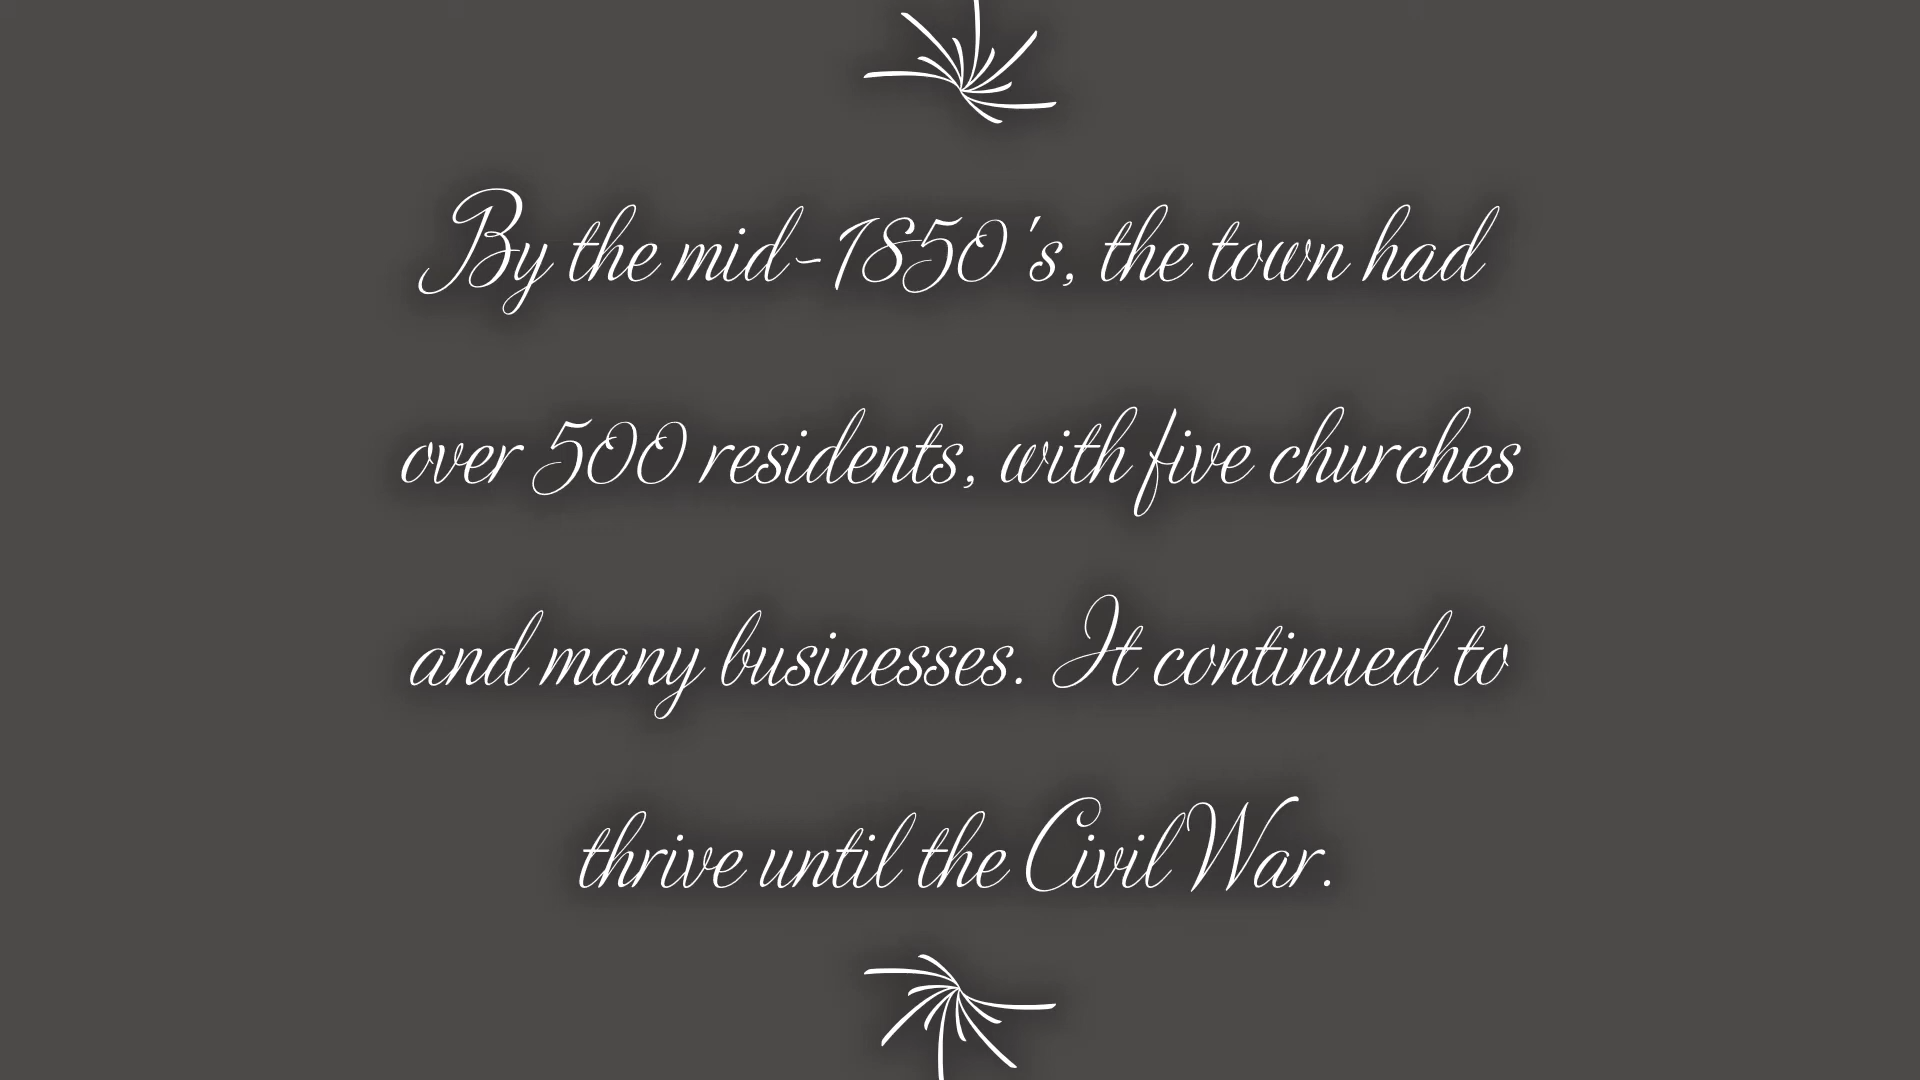 By the mid-1850's, the town had
over 500 residents, with five churches
and many businesses. It continued to
thrive until the Civil War.